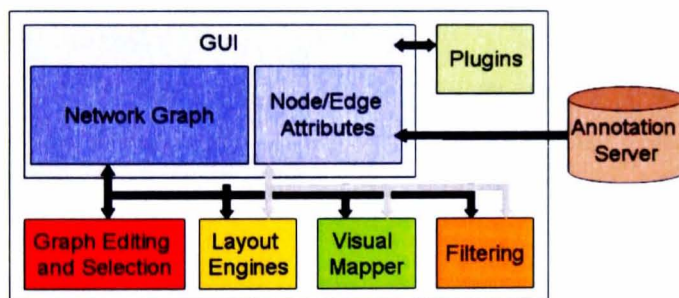 GUI
Plugins
Network Graph
Node/Edge
Attributes
Annotation
Server
Graph Editing
and Selection
Layout
Engines
Visual
Mapper
Filtering